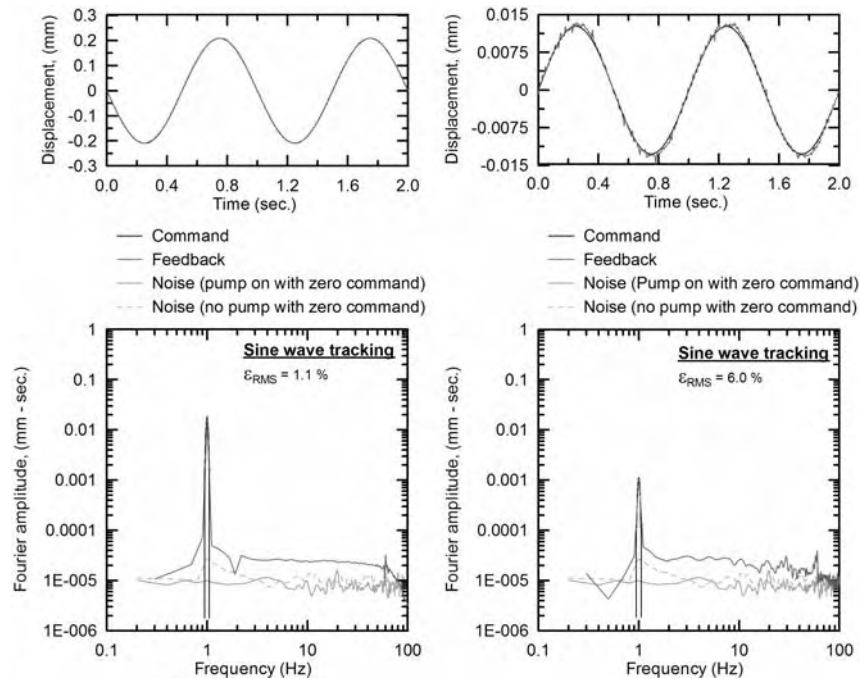 Displacement, (mm)
0.3
0.2
0.1
0
-0.1
-0.2
-0.3
0.0 0.4 0.8 1.2 1.6 2.0
Time (sec.)
Command
Feedback
Noise (pump on with zero command)
Noise (no pump with zero command)
Fourier amplitude, (mm - sec.)
1
0.1
0.01
0.001
0.0001
1E-005
1E-006
Sine wave tracking
εRMS = 1.1 %
0.1 1 10 100
Frequency (Hz)
Displacement, (mm)
0.015
0.0075
0
-0.0075
-0.015
0.0 0.4 0.8 1.2 1.6 2.0
Time (sec.)
Command
Feedback
Noise (Pump on with zero command)
Noise (no pump with zero command)
Fourier amplitude, (mm - sec.)
1
0.1
0.01
0.001
0.0001
1E-005
1E-006
Sine wave tracking
εRMS = 6.0 %
0.1 1 10 100
Frequency (Hz)